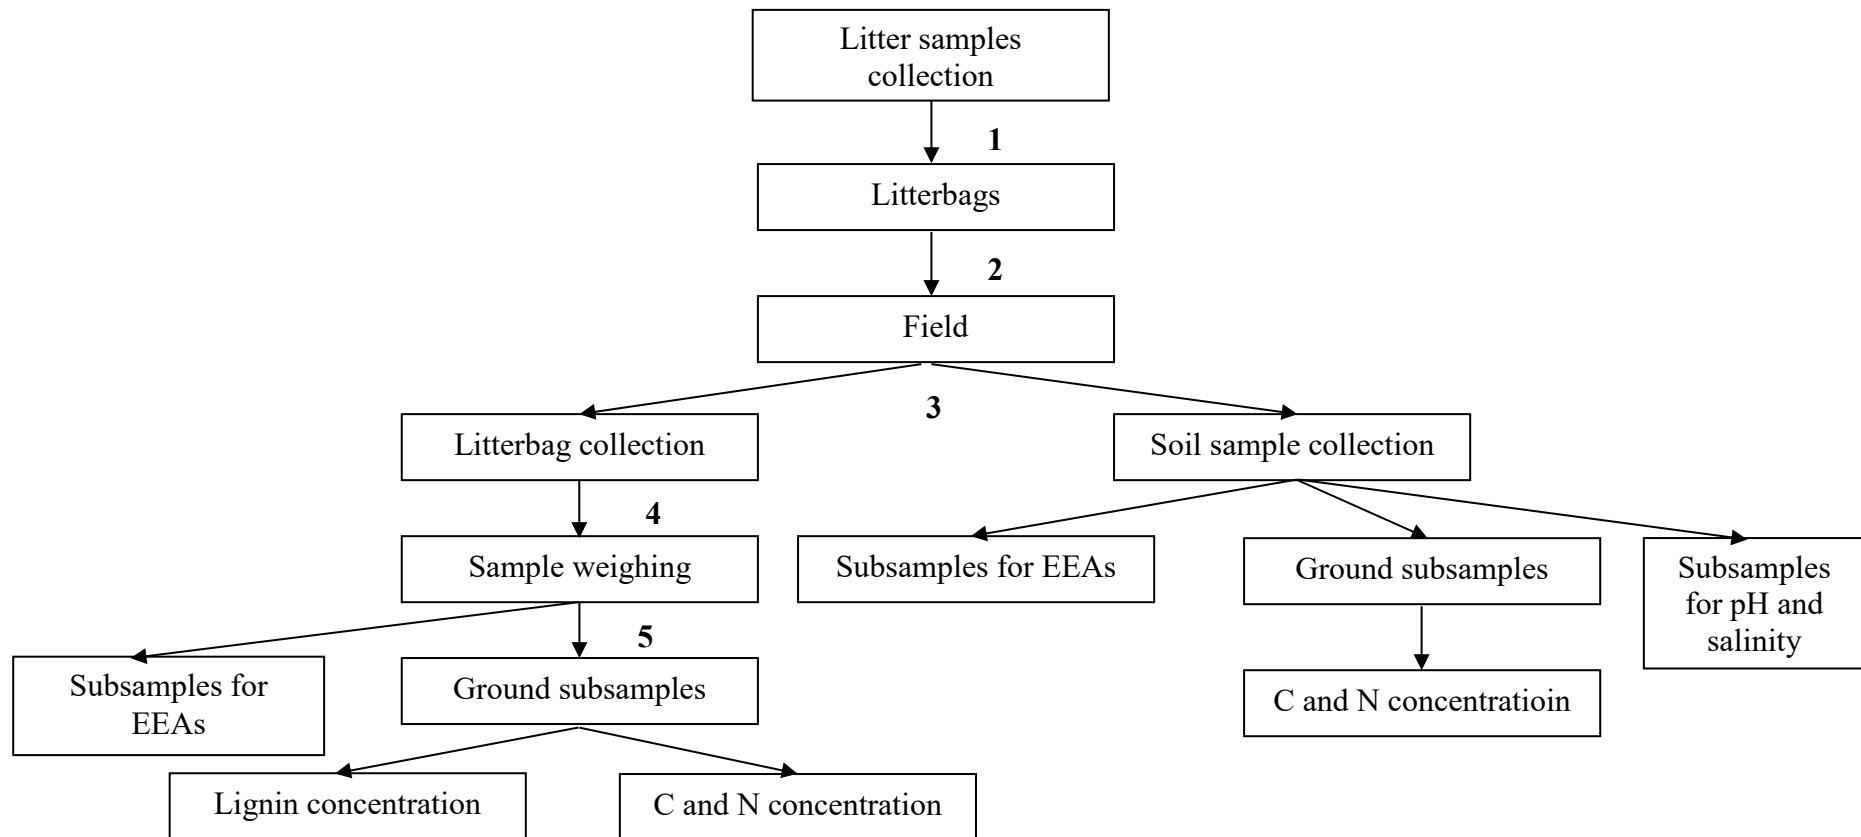 Litter samples
collection
1
Litterbags
2
Field
3
Litterbag collection
Soil sample collection
4
Sample weighing
Subsamples for EEAs
Ground subsamples
Subsamples
for pH and
salinity
5
Subsamples for
EEAs
Ground subsamples
C and N concentratioin
Lignin concentration
C and N concentration